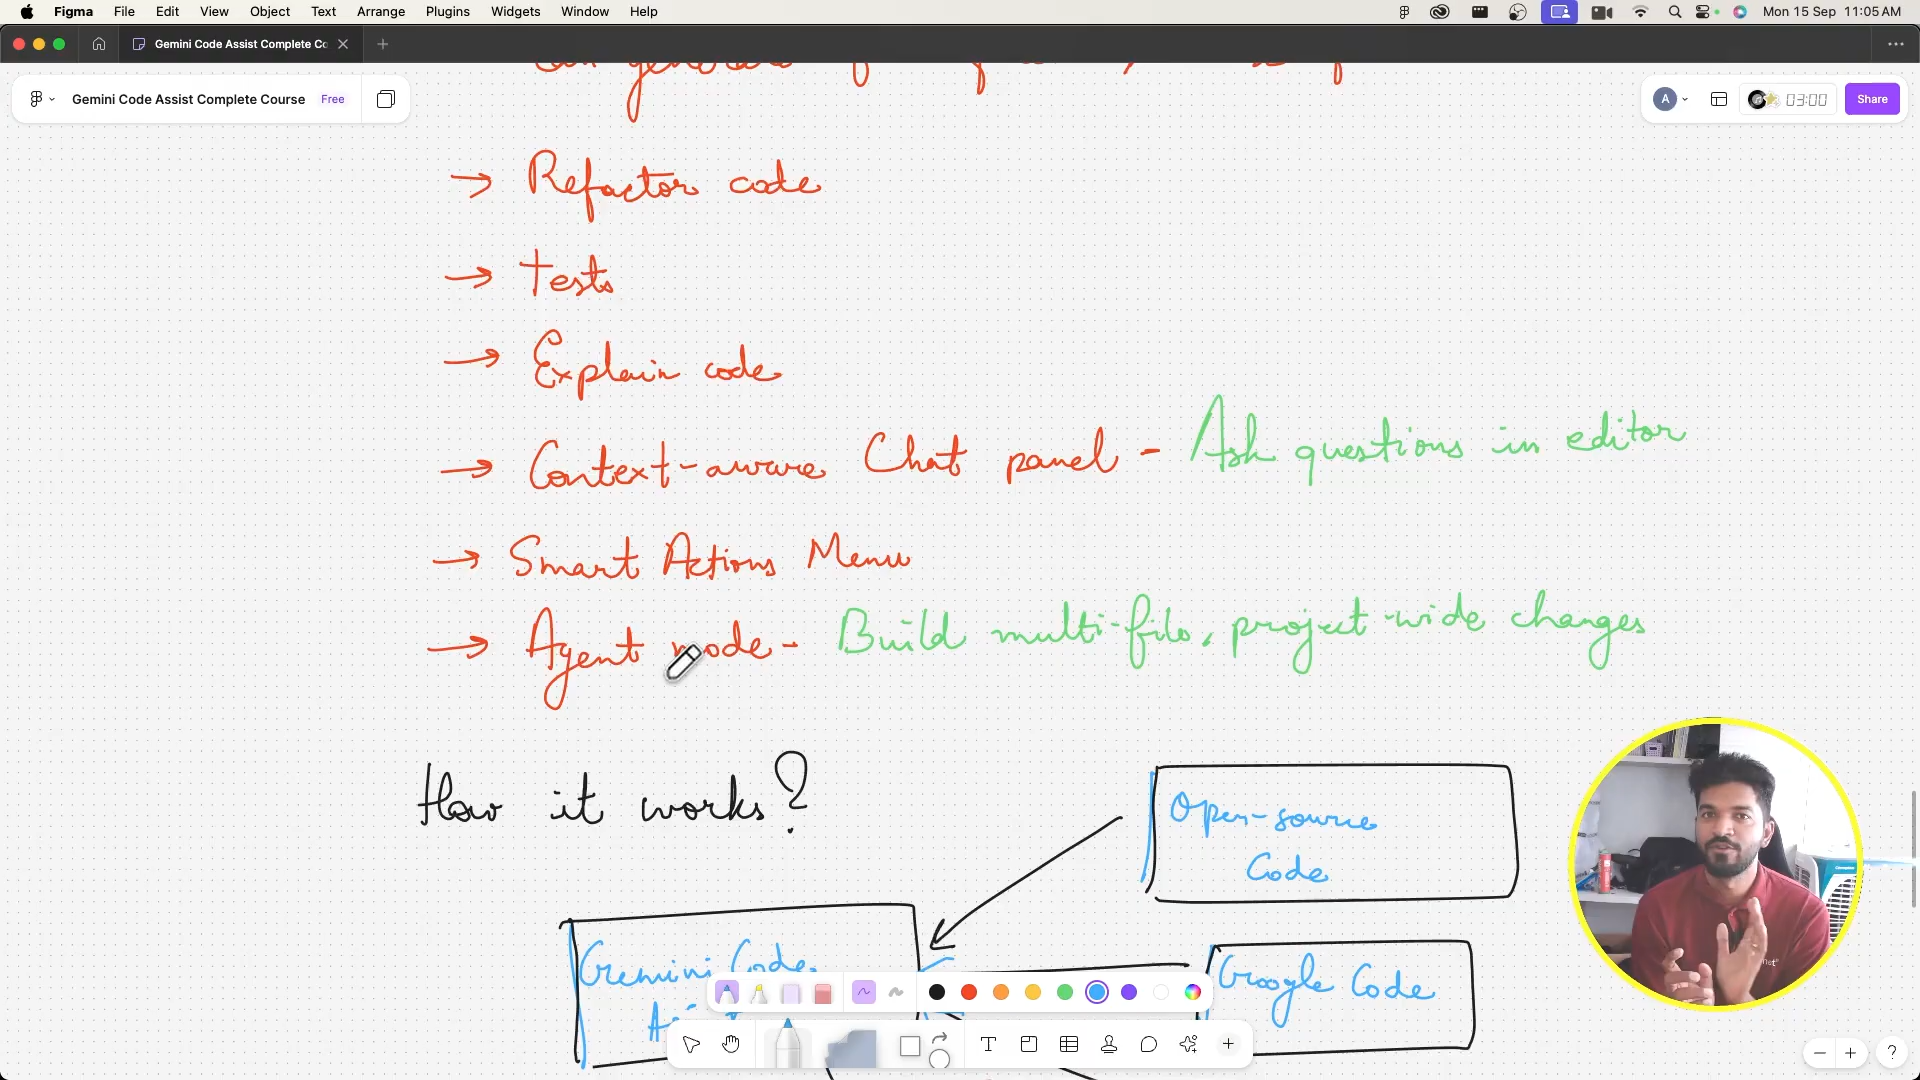 Figma File Edit View Object Text Arrange Plugins Widgets Window Help Mon 15 Sep 11:05 AM
Gemini Code Assist Complete Co
Gemini Code Assist Complete Course Free
A 03:00 Share
Can generate
→ Refactor code
→ Tests
→ Explain code
→ Context-aware Chat panel - Ask questions in editor
→ Smart Actions Menu
→ Agent mode - Build multi-file, project-wide changes
How it works?
Open-source
Code
Gemini Code
Google Code